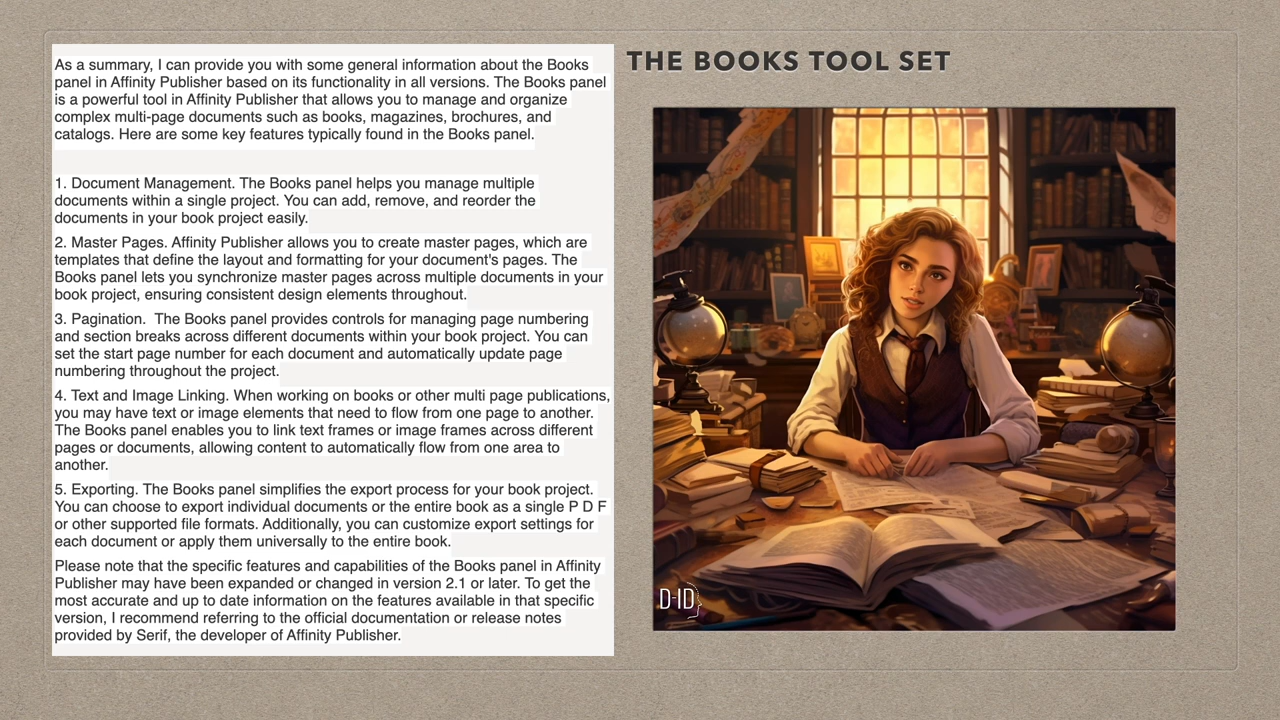 THE BOOKS TOOL SET
As a summary, I can provide you with some general information about the Books
panel in Affinity Publisher based on its functionality in all versions. The Books panel
is a powerful tool in Affinity Publisher that allows you to manage and organize
complex multi-page documents such as books, magazines, brochures, and
catalogs. Here are some key features typically found in the Books panel.
1. Document Management. The Books panel helps you manage multiple
documents within a single project. You can add, remove, and reorder the
documents in your book project easily.
2. Master Pages. Affinity Publisher allows you to create master pages, which are
templates that define the layout and formatting for your document's pages. The
Books panel lets you synchronize master pages across multiple documents in your
book project, ensuring consistent design elements throughout.
3. Pagination.  The Books panel provides controls for managing page numbering
and section breaks across different documents within your book project. You can
set the start page number for each document and automatically update page
numbering throughout the project.
4. Text and Image Linking. When working on books or other multi page publications,
you may have text or image elements that need to flow from one page to another.
The Books panel enables you to link text frames or image frames across different
pages or documents, allowing content to automatically flow from one area to
another.
5. Exporting. The Books panel simplifies the export process for your book project.
You can choose to export individual documents or the entire book as a single P D F
or other supported file formats. Additionally, you can customize export settings for
each document or apply them universally to the entire book.
Please note that the specific features and capabilities of the Books panel in Affinity
Publisher may have been expanded or changed in version 2.1 or later. To get the
most accurate and up to date information on the features available in that specific
version, I recommend referring to the official documentation or release notes
provided by Serif, the developer of Affinity Publisher.
D-ID